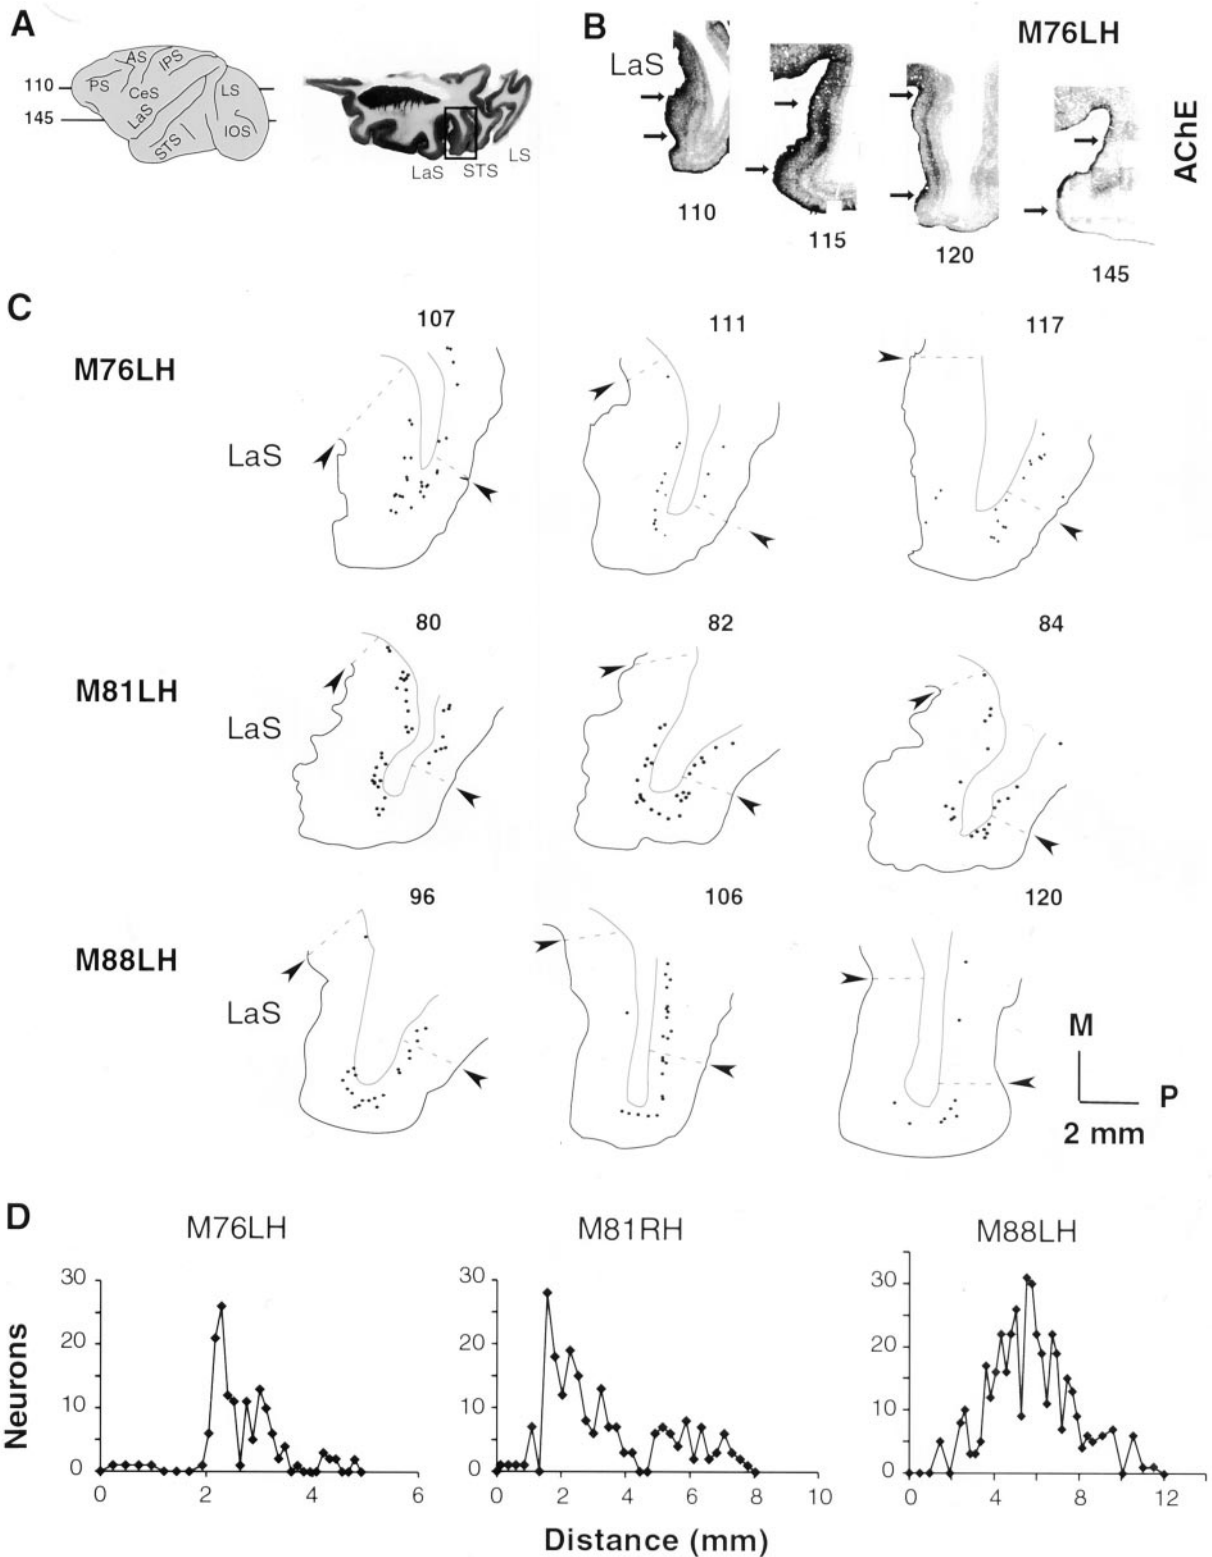 A
AS
IPS
110
PS
CeS
LS
145
LaS
IOS
STS
LaS
STS
LS
B
M76LH
LaS
AChE
110
115
120
145
C
107
111
117
M76LH
LaS
80
82
84
M81LH
LaS
96
106
120
M88LH
LaS
M
P
2 mm
D
M76LH
M81RH
M88LH
Neurons
30
20
10
0
0 2 4 6
30
20
10
0
0 2 4 6 8 10
30
20
10
0
0 4 8 12
Distance (mm)